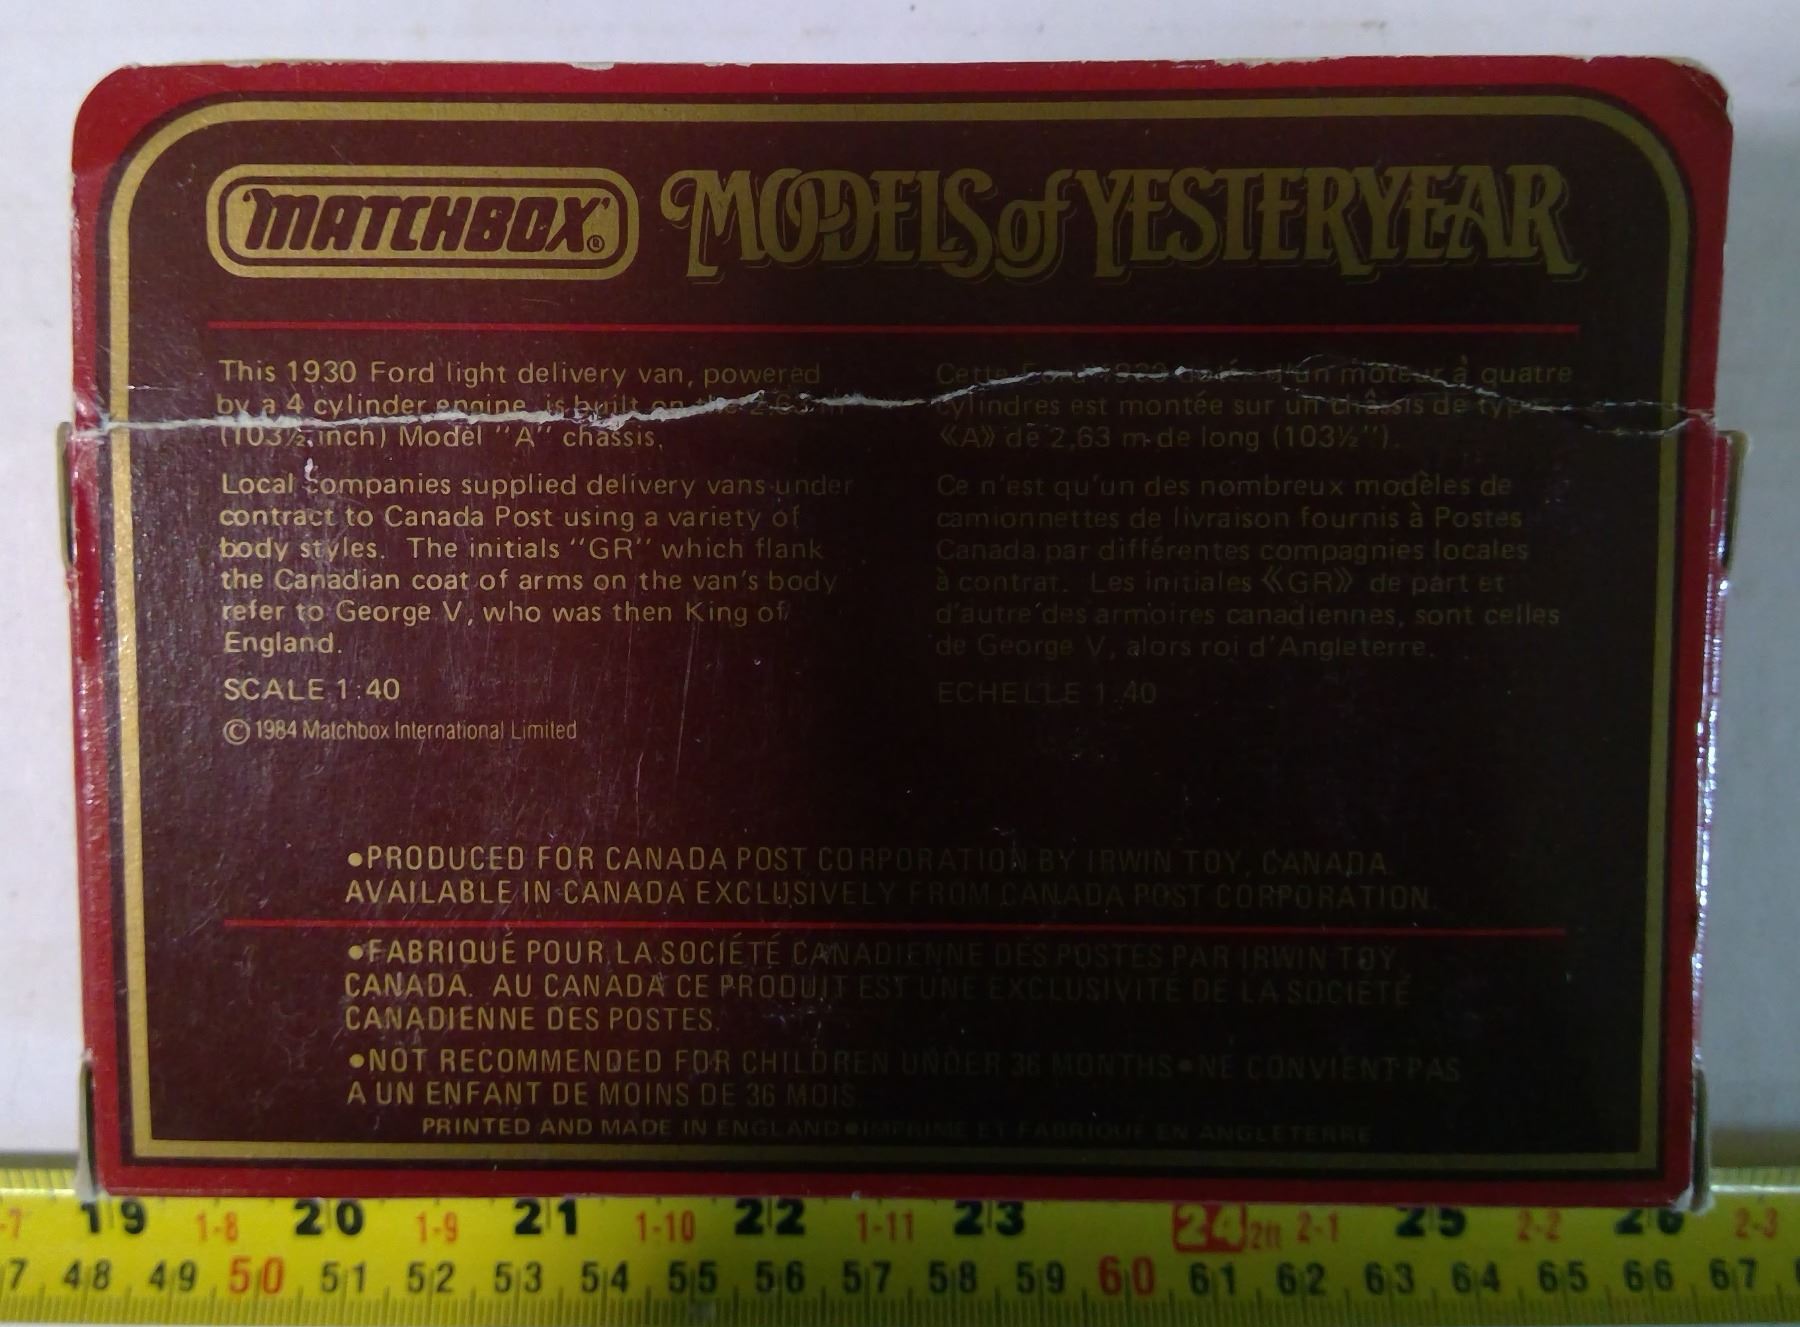 "MATCHBOX"®
MODELS of YESTERYEAR
This 1930 Ford light delivery van, powered
by a 4 cylinder engine, is built on the 2.63 m
(103½ inch) Model "A" chassis.
Local companies supplied delivery vans under
contract to Canada Post using a variety of
body styles. The initials "GR" which flank
the Canadian coat of arms on the van's body
refer to George V, who was then King of
England.
SCALE 1:40
© 1984 Matchbox International Limited
Cette Ford d'un moteur à quatre
cylindres est montée sur un châssis de type
《A》 de 2,63 m de long (103½").
Ce n'est qu'un des nombreux modèles de
camionnettes de livraison fournis à Postes
Canada par différentes compagnies locales
à contrat. Les initiales 《GR》 de part et
d'autre des armoires canadiennes, sont celles
de George V, alors roi d'Angleterre.
ECHELLE 1:40
•PRODUCED FOR CANADA POST CORPORATION BY IRWIN TOY, CANADA.
AVAILABLE IN CANADA EXCLUSIVELY FROM CANADA POST CORPORATION.
•FABRIQUÉ POUR LA SOCIÉTÉ CANADIENNE DES POSTES PAR IRWIN TOY,
CANADA. AU CANADA CE PRODUIT EST UNE EXCLUSIVITÉ DE LA SOCIÉTÉ
CANADIENNE DES POSTES.
•NOT RECOMMENDED FOR CHILDREN UNDER 36 MONTHS•NE CONVIENT PAS
A UN ENFANT DE MOINS DE 36 MOIS.
PRINTED AND MADE IN ENGLAND•IMPRIMÉ ET FABRIQUÉ EN ANGLETERRE
-7 19 1-8 20 1-9 21 1-10 22 1-11 23 24 2ft 2-1 25 2-2 26 2-3
7 48 49 50 51 52 53 54 55 56 57 58 59 60 61 62 63 64 65 66 67